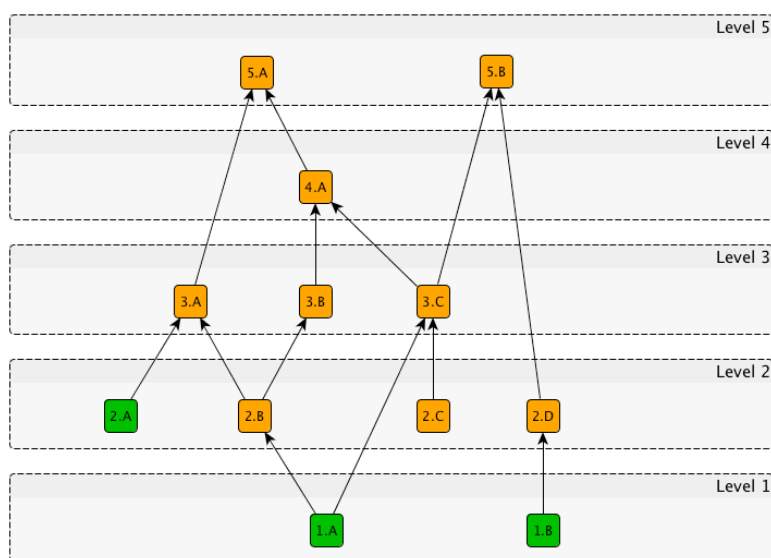 Level 5
5.A
5.B
Level 4
4.A
Level 3
3.A
3.B
3.C
Level 2
2.A
2.B
2.C
2.D
Level 1
1.A
1.B